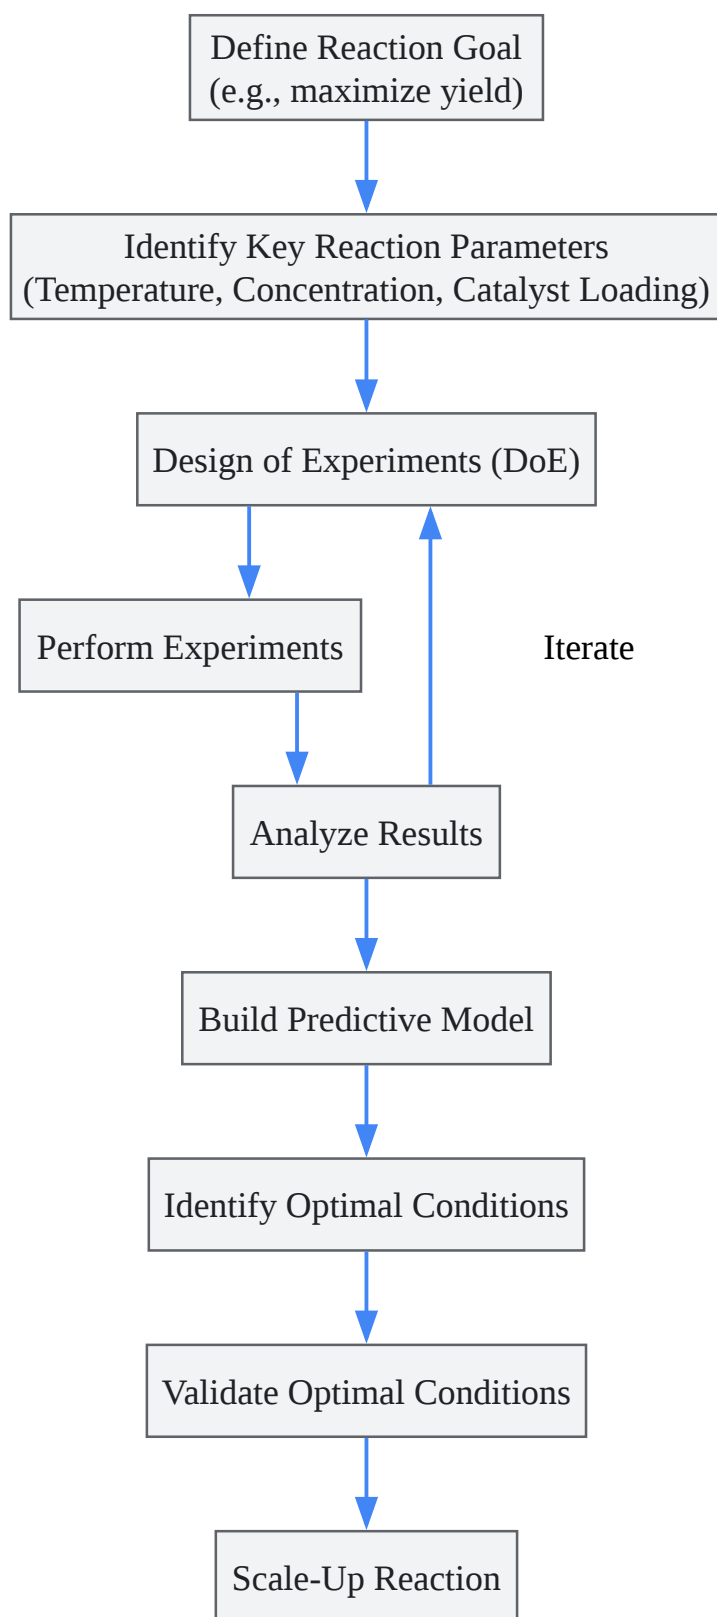 Define Reaction Goal
(e.g., maximize yield)
Identify Key Reaction Parameters
(Temperature, Concentration, Catalyst Loading)
Design of Experiments (DoE)
Perform Experiments
Iterate
Analyze Results
Build Predictive Model
Identify Optimal Conditions
Validate Optimal Conditions
Scale-Up Reaction